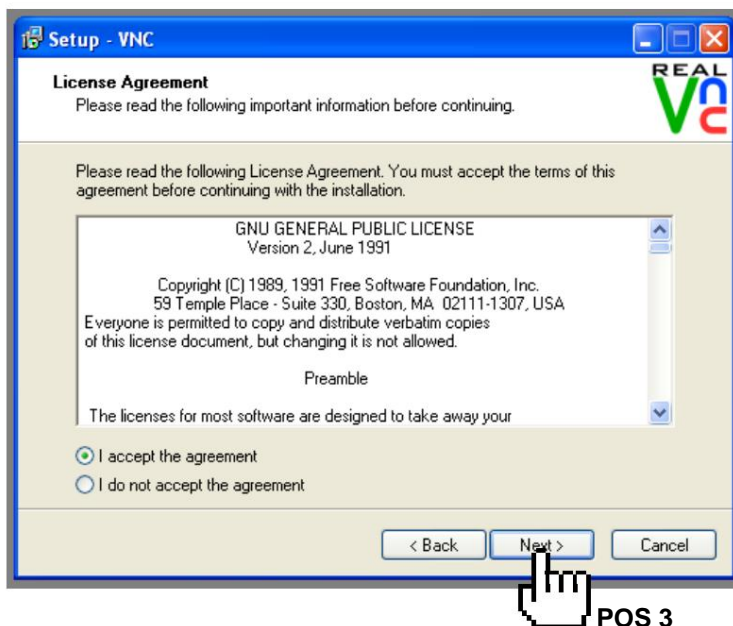 Setup - VNC
REAL
VNC
License Agreement
Please read the following important information before continuing.
Please read the following License Agreement. You must accept the terms of this
agreement before continuing with the installation.
GNU GENERAL PUBLIC LICENSE
Version 2, June 1991
Copyright (C) 1989, 1991 Free Software Foundation, Inc.
59 Temple Place - Suite 330, Boston, MA 02111-1307, USA
Everyone is permitted to copy and distribute verbatim copies
of this license document, but changing it is not allowed.
Preamble
The licenses for most software are designed to take away your
I accept the agreement
I do not accept the agreement
< Back Next > Cancel
POS 3